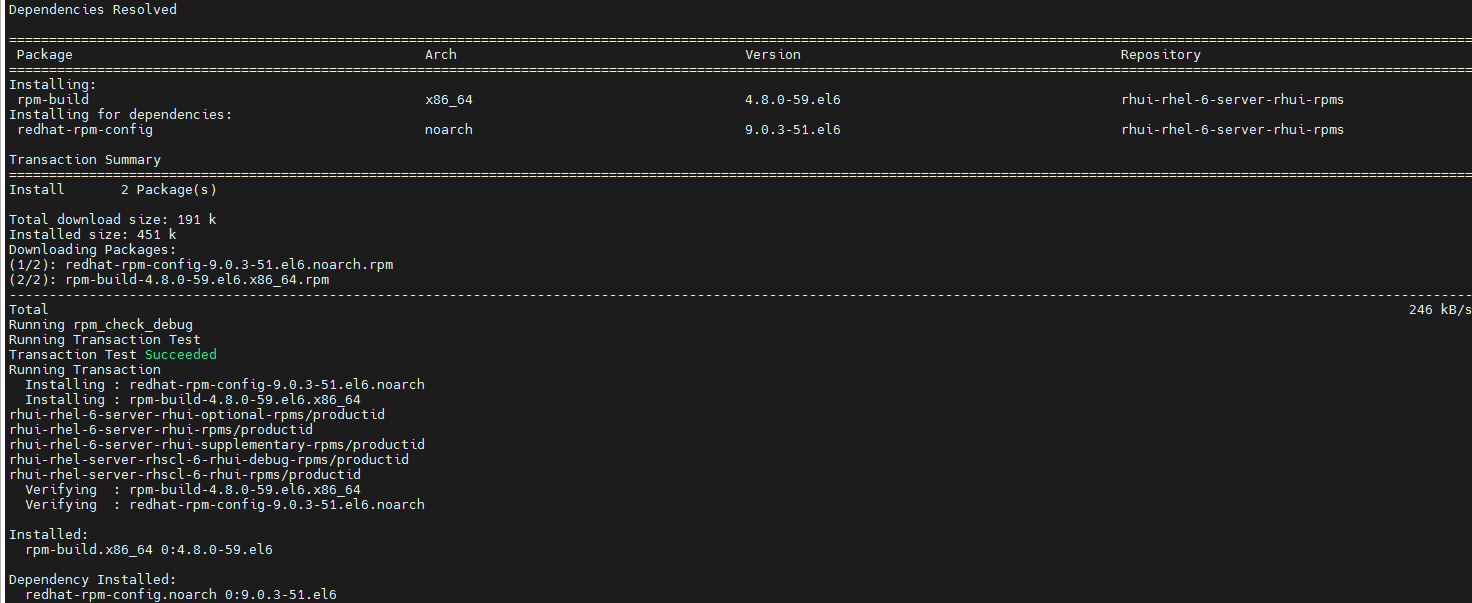 Dependencies Resolved
================================================================================
Package Arch Version Repository
================================================================================
Installing:
rpm-build x86_64 4.8.0-59.el6 rhui-rhel-6-server-rhui-rpms
Installing for dependencies:
redhat-rpm-config noarch 9.0.3-51.el6 rhui-rhel-6-server-rhui-rpms
Transaction Summary
================================================================================
Install 2 Package(s)
Total download size: 191 k
Installed size: 451 k
Downloading Packages:
(1/2): redhat-rpm-config-9.0.3-51.el6.noarch.rpm
(2/2): rpm-build-4.8.0-59.el6.x86_64.rpm
--------------------------------------------------------------------------------
Total 246 kB/s
Running rpm_check_debug
Running Transaction Test
Transaction Test Succeeded
Running Transaction
Installing : redhat-rpm-config-9.0.3-51.el6.noarch
Installing : rpm-build-4.8.0-59.el6.x86_64
rhui-rhel-6-server-rhui-optional-rpms/productid
rhui-rhel-6-server-rhui-rpms/productid
rhui-rhel-6-server-rhui-supplementary-rpms/productid
rhui-rhel-server-rhscl-6-rhui-debug-rpms/productid
rhui-rhel-server-rhscl-6-rhui-rpms/productid
Verifying : rpm-build-4.8.0-59.el6.x86_64
Verifying : redhat-rpm-config-9.0.3-51.el6.noarch
Installed:
rpm-build.x86_64 0:4.8.0-59.el6
Dependency Installed:
redhat-rpm-config.noarch 0:9.0.3-51.el6